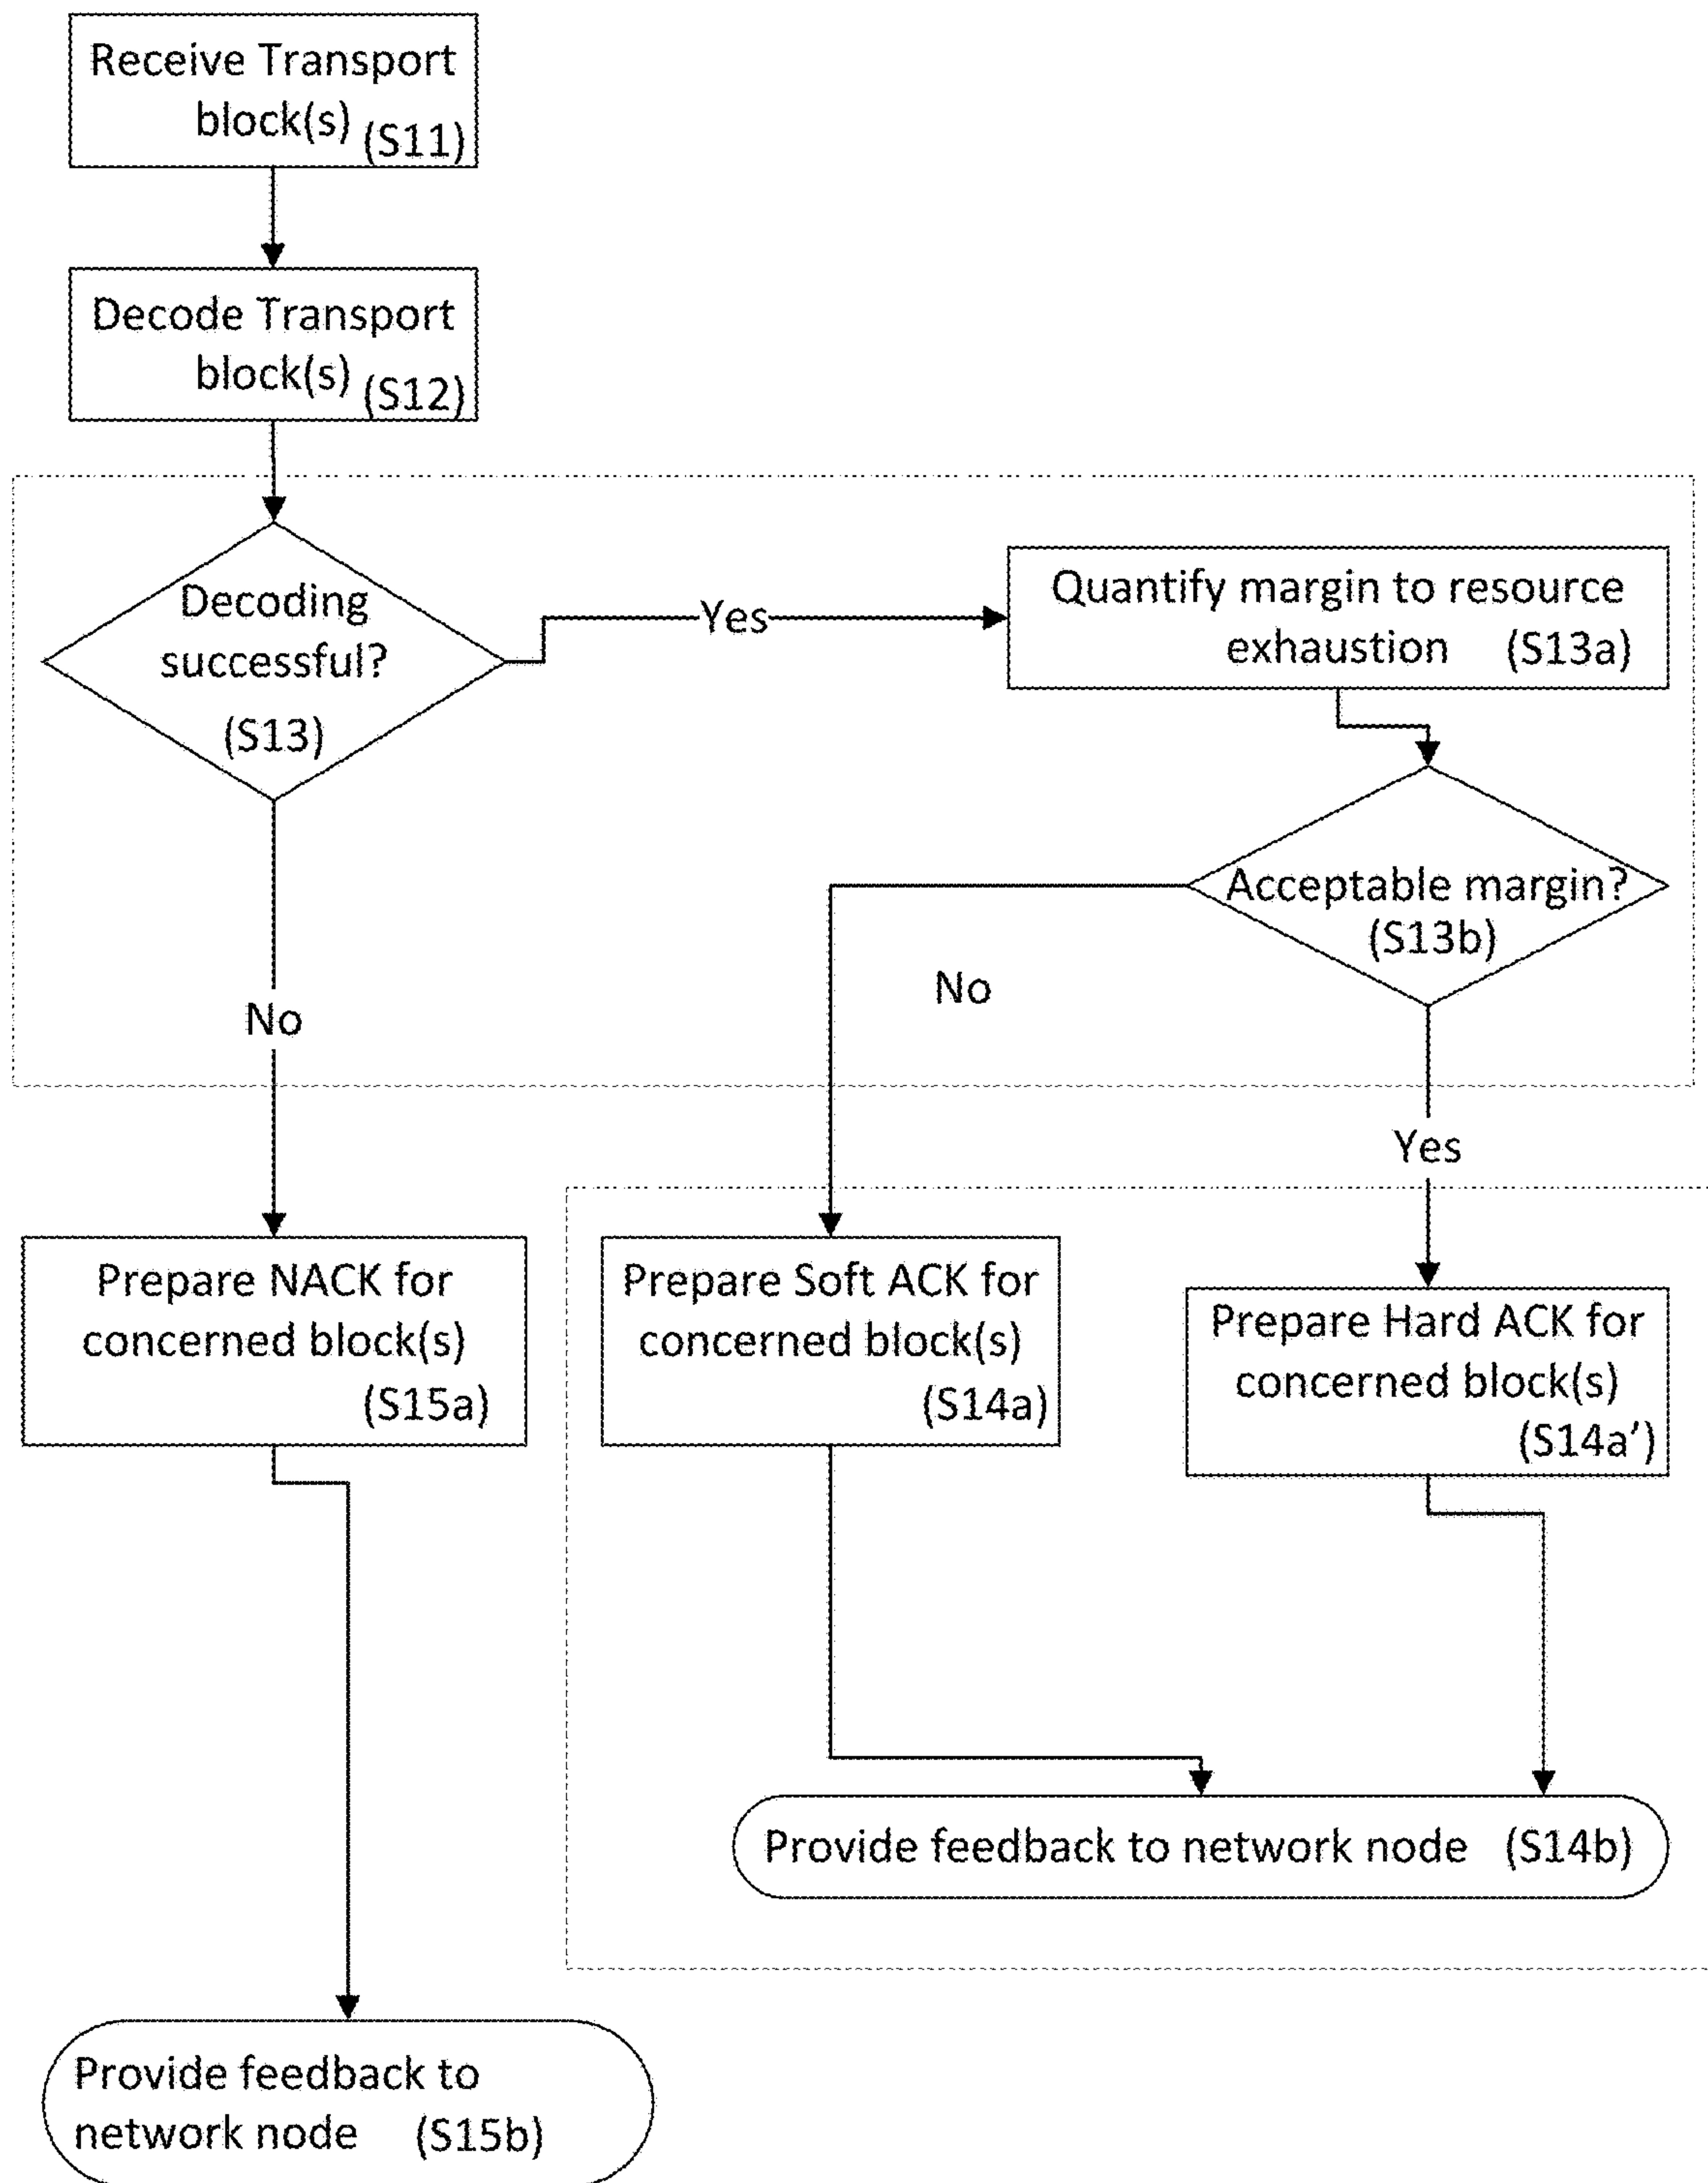 Receive Transport
block(s) (S11)
Decode Transport
block(s) (S12)
Decoding
successful?
(S13)
Yes
Quantify margin to resource
exhaustion (S13a)
Acceptable margin?
(S13b)
No
No
Yes
Prepare NACK for
concerned block(s)
(S15a)
Prepare Soft ACK for
concerned block(s)
(S14a)
Prepare Hard ACK for
concerned block(s)
(S14a’)
Provide feedback to network node (S14b)
Provide feedback to
network node (S15b)